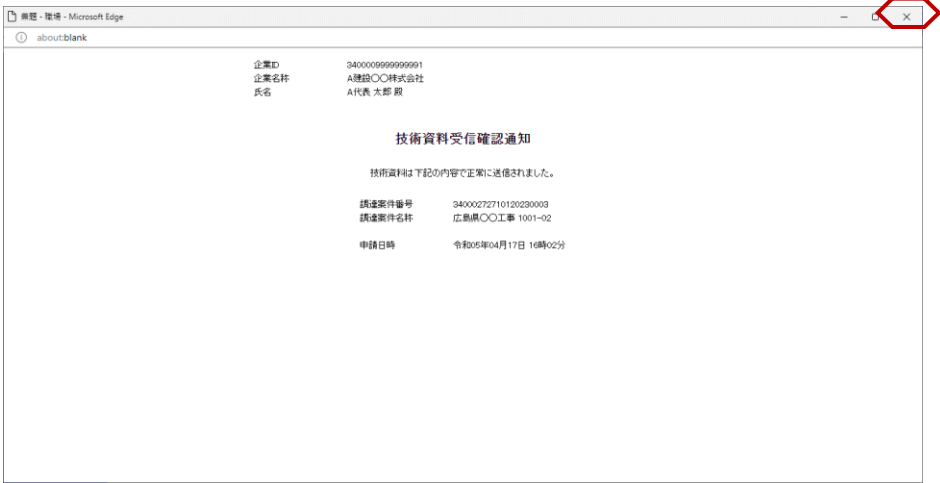 無題 - 職場 - Microsoft Edge
about:blank
企業ID 3400009999999991
企業名称 A建設〇〇株式会社
氏名 A代表 太郎 殿
技術資料受信確認通知
技術資料は下記の内容で正常に送信されました。
調達案件番号 34000272710120230003
調達案件名称 広島県〇〇工事 1001-02
申請日時 令和05年04月17日 16時02分